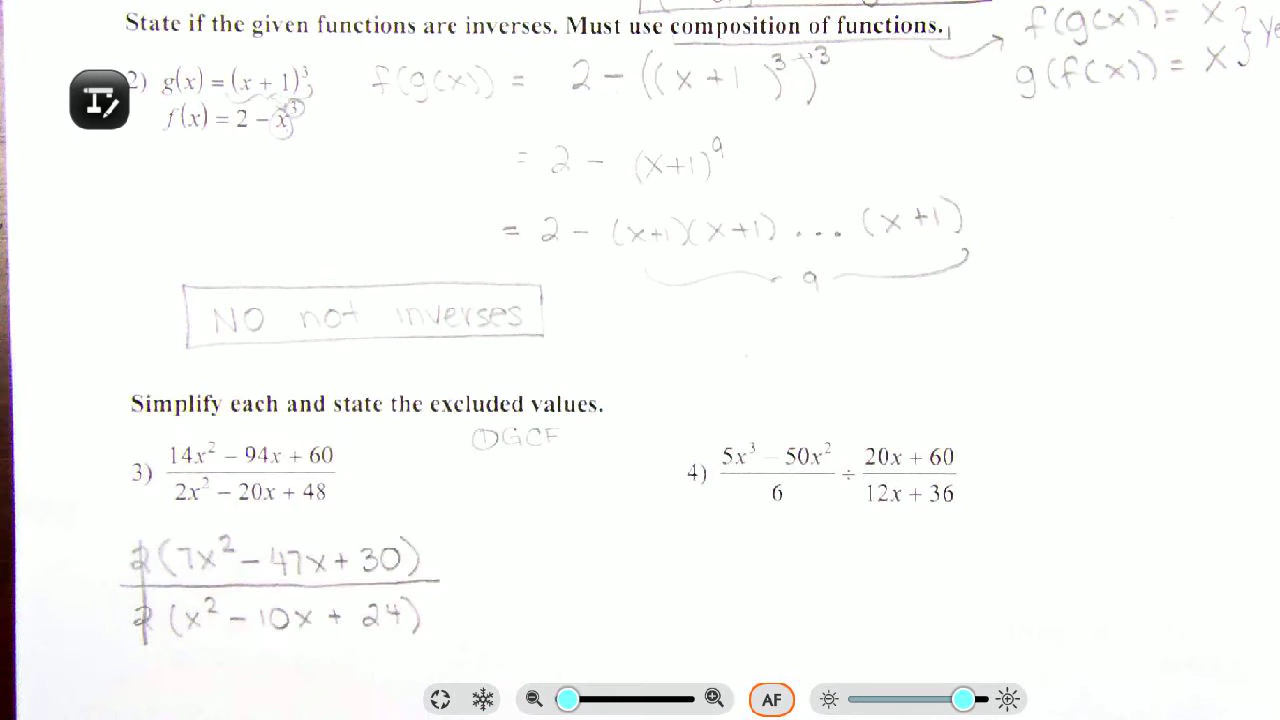 State if the given functions are inverses. Must use composition of functions.
f(g(x)) = x
g(f(x)) = x
2) g(x) = (x + 1)³
f(x) = 2 − x³
f(g(x)) = 2 − ((x + 1)³)³
= 2 − (x+1)⁹
= 2 − (x+1)(x+1) ... (x+1)
9
NO not inverses
Simplify each and state the excluded values.
① GCF
3) (14x² − 94x + 60) / (2x² − 20x + 48)
4) (5x³ − 50x²) / 6 ÷ (20x + 60) / (12x + 36)
2(7x² − 47x + 30)
2(x² − 10x + 24)
AF